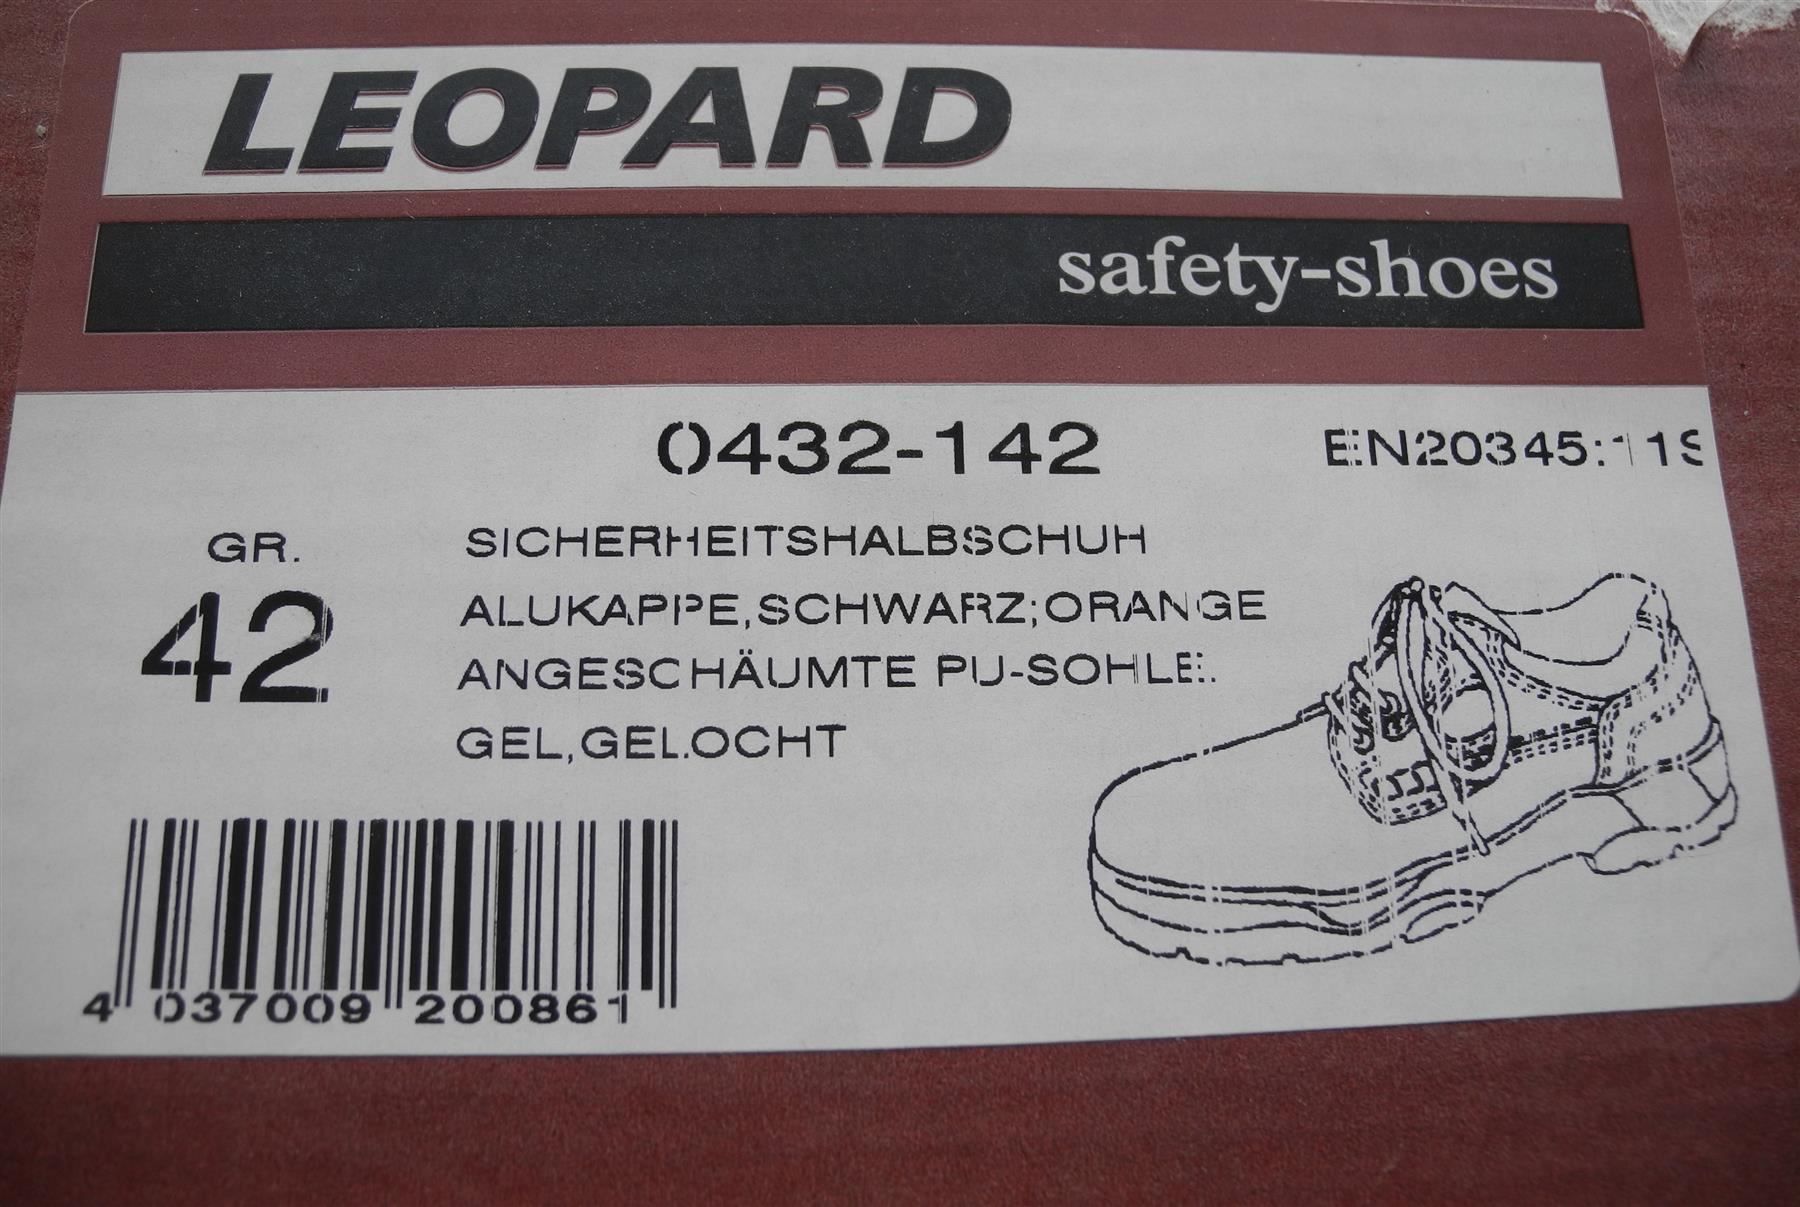 LEOPARD
safety-shoes
0432-142
EN20345:11S
GR.
42
SICHERHEITSHALBSCHUH
ALUKAPPE,SCHWARZ;ORANGE
ANGESCHÄUMTE PU-SOHLE.
GEL,GELOCHT
4 037009 200861